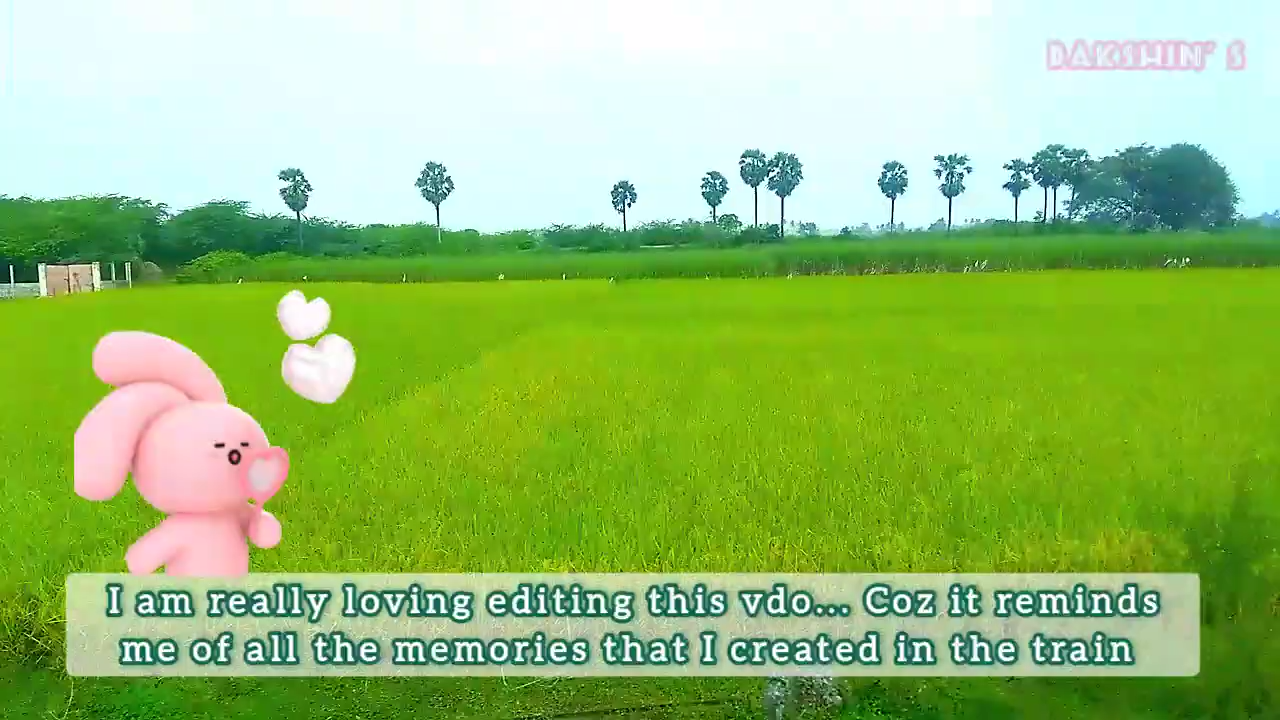 DAKSHIN' S
I am really loving editing this vdo... Coz it reminds
me of all the memories that I created in the train